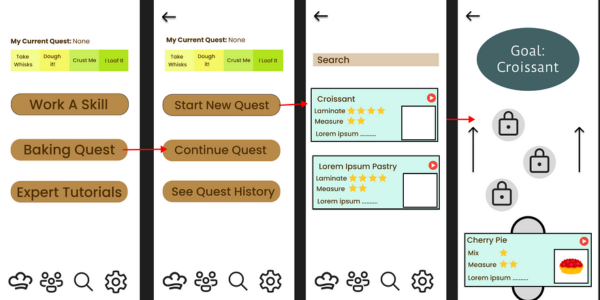 My Current Quest: None
Take Whisks
Dough it!
Crust Me
I Loaf it
Work A Skill
Baking Quest
Expert Tutorials
My Current Quest: None
Take Whisks
Dough it!
Crust Me
I Loaf it
Start New Quest
Continue Quest
See Quest History
Search
Croissant
Laminate
Measure
Lorem ipsum ..........
Lorem Ipsum Pastry
Laminate
Measure
Lorem ipsum ..........
Goal:
Croissant
Cherry Pie
Mix
Measure
Lorem ipsum ..........